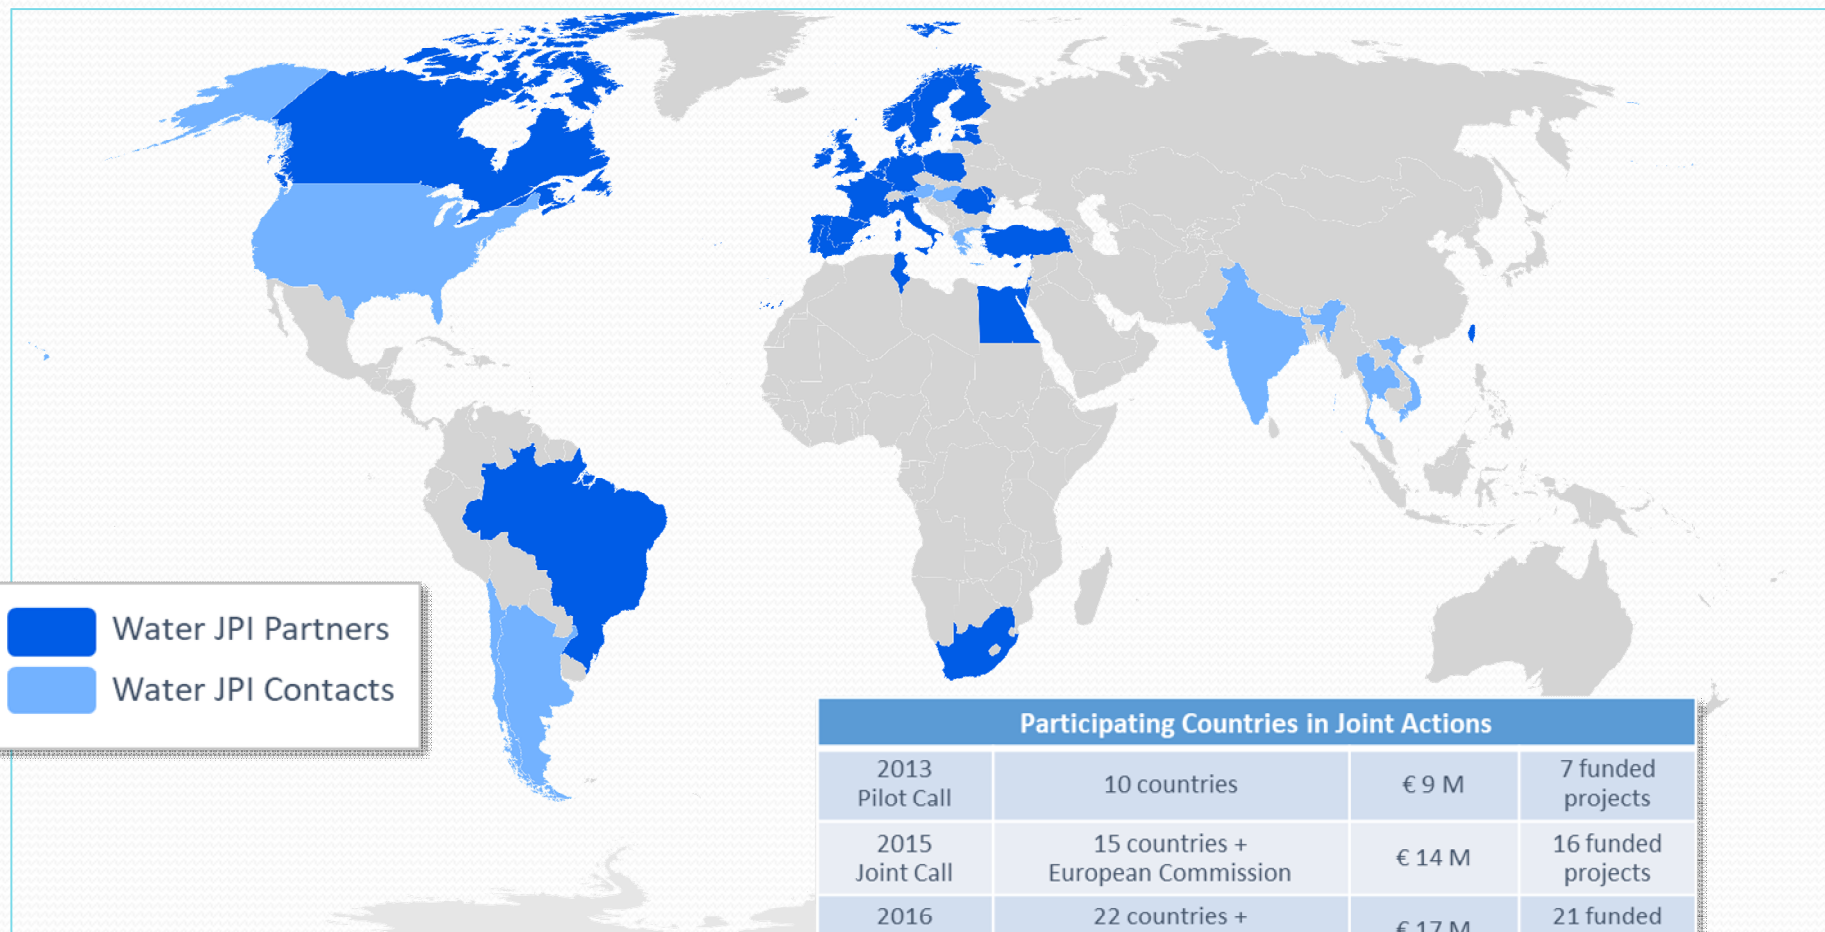 Water JPI Partners
Water JPI Contacts
Participating Countries in Joint Actions
2013
Pilot Call
10 countries
€ 9 M
7 funded
projects
2015
Joint Call
15 countries +
European Commission
€ 14 M
16 funded
projects
2016
22 countries +
€ 17 M
21 funded